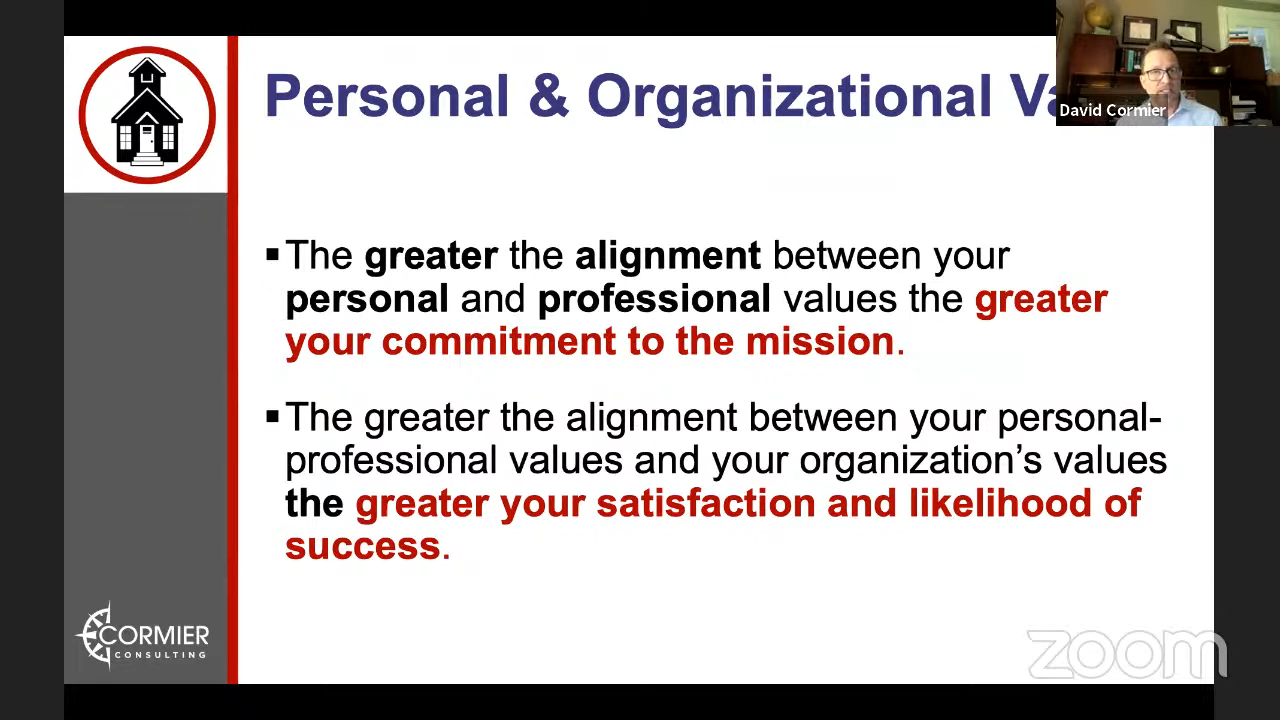 Personal & Organizational Va
David Cormier
▪The greater the alignment between your
personal and professional values the greater
your commitment to the mission.
▪The greater the alignment between your personal-
professional values and your organization's values
the greater your satisfaction and likelihood of
success.
CORMIER
CONSULTING
zoom